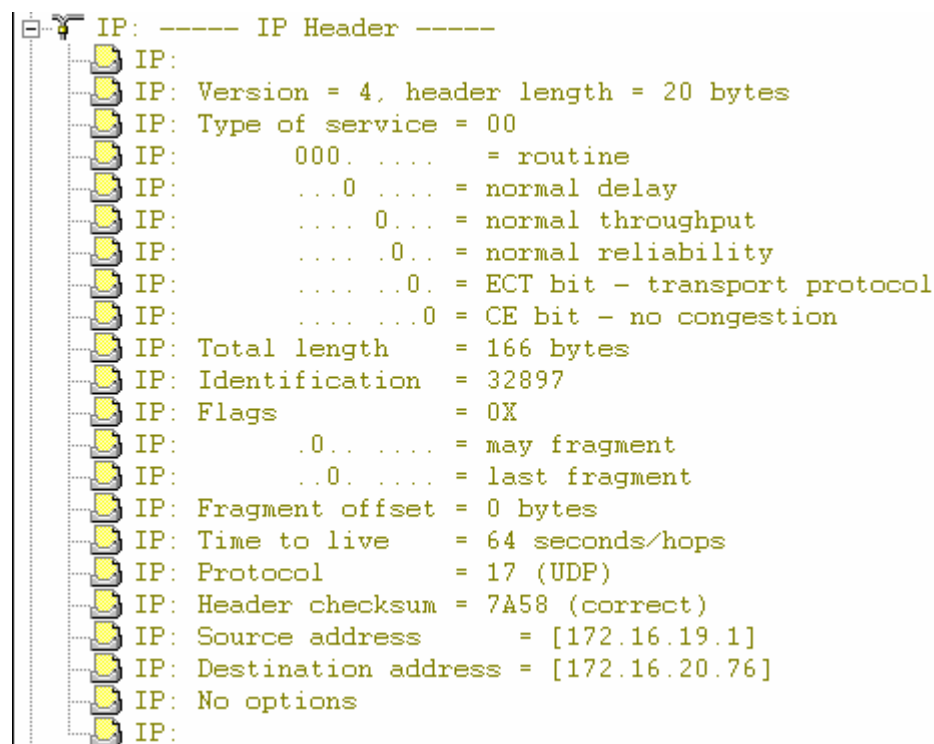 IP: ----- IP Header -----
IP:
IP: Version = 4, header length = 20 bytes
IP: Type of service = 00
IP:       000. ....   = routine
IP:       ...0 .... = normal delay
IP:       .... 0... = normal throughput
IP:       .... .0.. = normal reliability
IP:       .... ..0. = ECT bit - transport protocol
IP:       .... ...0 = CE bit - no congestion
IP: Total length    = 166 bytes
IP: Identification  = 32897
IP: Flags           = 0X
IP:       .0.. .... = may fragment
IP:       ..0. .... = last fragment
IP: Fragment offset = 0 bytes
IP: Time to live    = 64 seconds/hops
IP: Protocol        = 17 (UDP)
IP: Header checksum = 7A58 (correct)
IP: Source address      = [172.16.19.1]
IP: Destination address = [172.16.20.76]
IP: No options
IP: